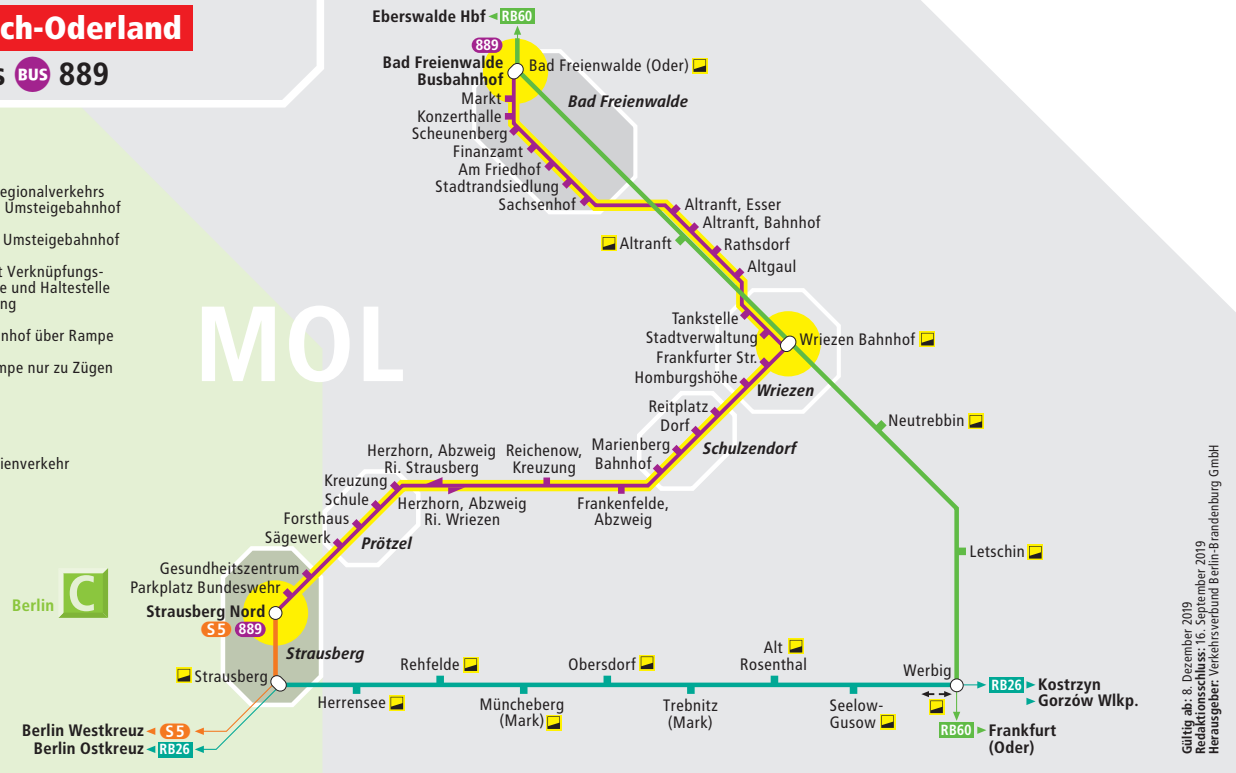 ch-Oderland
s BUS 889
egionalverkehrs
Umsteigebahnhof
Umsteigebahnhof
t Verknüpfungs-
e und Haltestelle
ng
nhof über Rampe
mpe nur zu Zügen
ienverkehr
MOL
Berlin C
Eberswalde Hbf RB60
889
Bad Freienwalde
Busbahnhof
Bad Freienwalde (Oder)
Bad Freienwalde
Markt
Konzerthalle
Scheunenberg
Finanzamt
Am Friedhof
Stadtrandsiedlung
Sachsenhof
Altranft, Esser
Altranft, Bahnhof
Altranft
Rathsdorf
Altgaul
Tankstelle
Stadtverwaltung
Wriezen Bahnhof
Frankfurter Str.
Homburgshöhe
Wriezen
Reitplatz
Dorf
Marienberg
Bahnhof
Schulzendorf
Neutrebbin
Herzhorn, Abzweig
Ri. Strausberg
Reichenow,
Kreuzung
Herzhorn, Abzweig
Ri. Wriezen
Frankenfelde,
Abzweig
Kreuzung
Schule
Forsthaus
Sägewerk
Prötzel
Letschin
Gesundheitszentrum
Parkplatz Bundeswehr
Strausberg Nord
S5 889
Strausberg
Strausberg
Herrensee
Rehfelde
Müncheberg
(Mark)
Obersdorf
Trebnitz
(Mark)
Alt
Rosenthal
Seelow-
Gusow
Werbig
RB26 Kostrzyn
Gorzów Wlkp.
RB60 Frankfurt
(Oder)
Berlin Westkreuz S5
Berlin Ostkreuz RB26
Gültig ab: 8. Dezember 2019
Redaktionsschluss: 16. September 2019
Herausgeber: Verkehrsverbund Berlin-Brandenburg GmbH